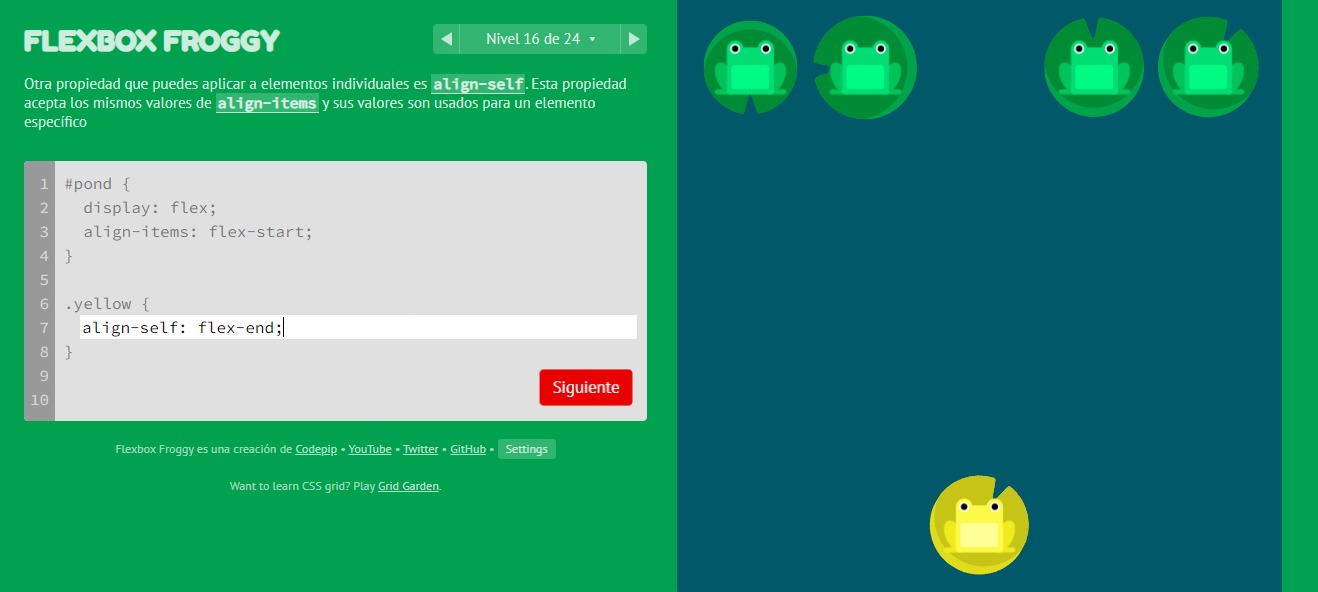 FLEXBOX FROGGY
Nivel 16 de 24
Otra propiedad que puedes aplicar a elementos individuales es align-self. Esta propiedad
acepta los mismos valores de align-items y sus valores son usados para un elemento
específico
1 #pond {
2 display: flex;
3 align-items: flex-start;
4 }
5
6 .yellow {
7 align-self: flex-end;
8 }
9
10
Siguiente
Flexbox Froggy es una creación de Codepip • YouTube • Twitter • GitHub • Settings
Want to learn CSS grid? Play Grid Garden.